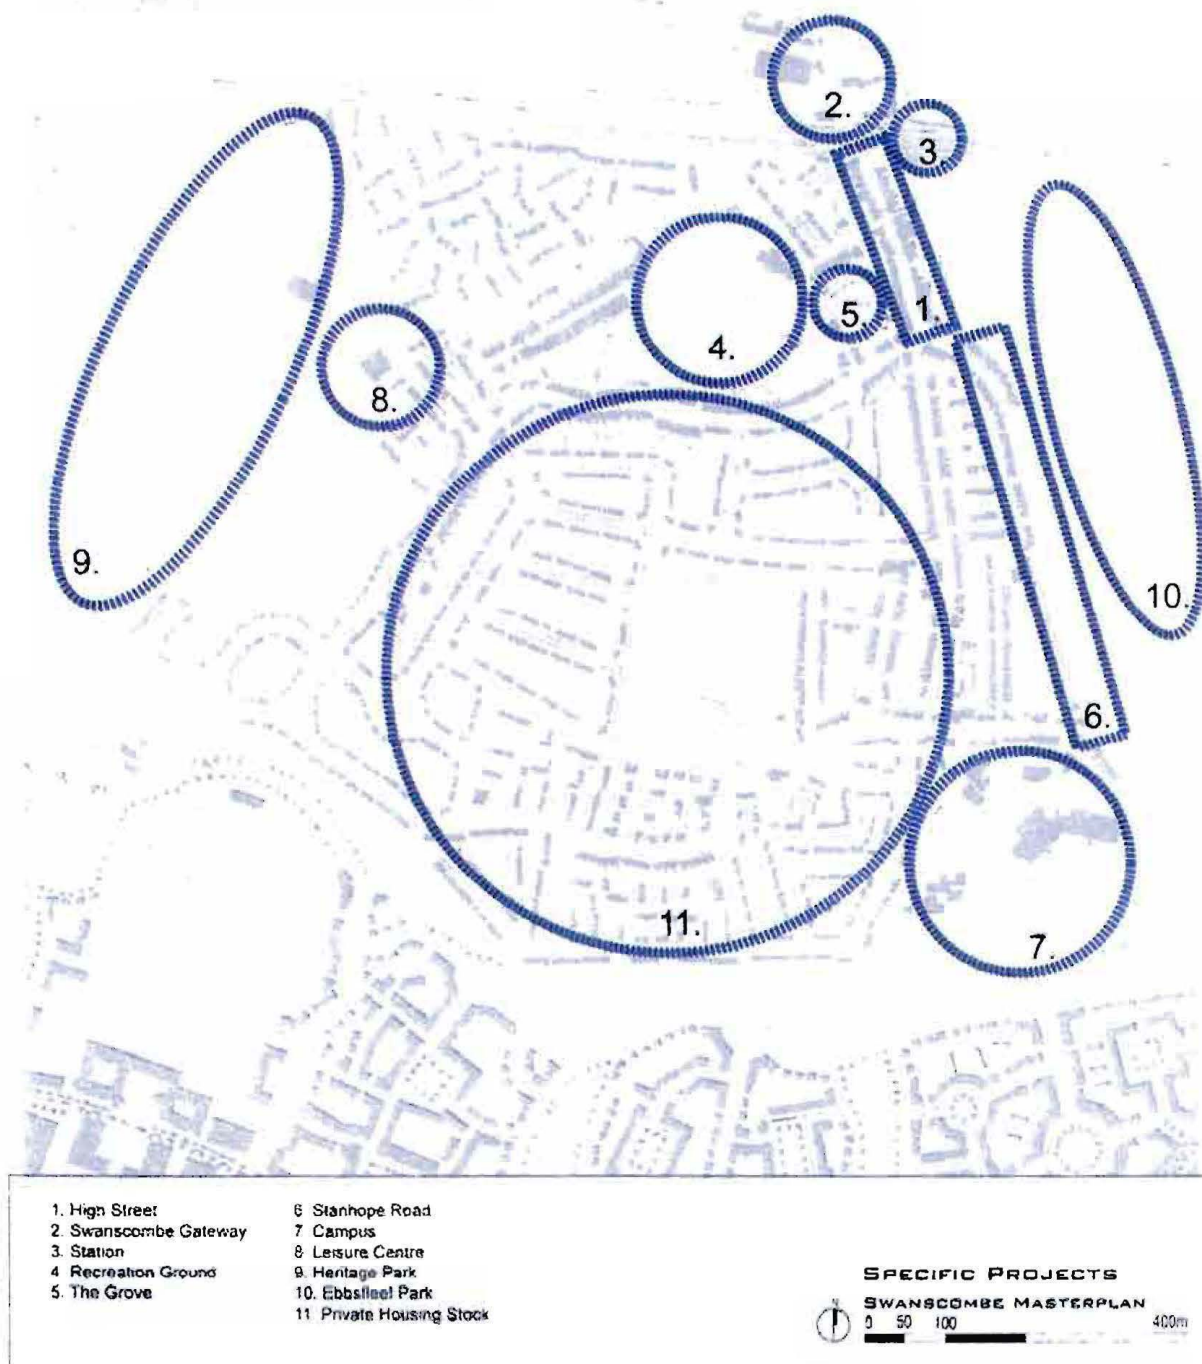 2.
3.
1.
5.
4.
8.
9.
10.
6.
11.
7.
1. High Street
2. Swanscombe Gateway
3. Station
4 Recreation Ground
5. The Grove
6 Stanhope Road
7 Campus
8 Leisure Centre
9. Heritage Park
10. Ebbsfleet Park
11 Private Housing Stock
SPECIFIC PROJECTS
SWANSCOMBE MASTERPLAN
N
0 50 100 400m